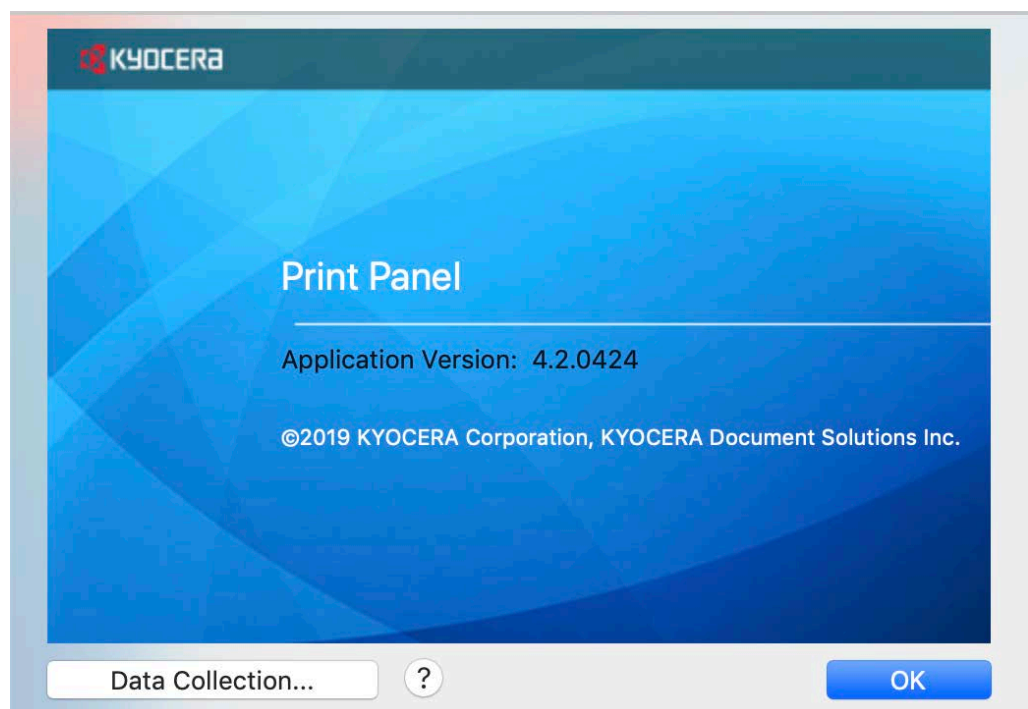 KYOCERA
Print Panel
Application Version: 4.2.0424
©2019 KYOCERA Corporation, KYOCERA Document Solutions Inc.
Data Collection... ? OK